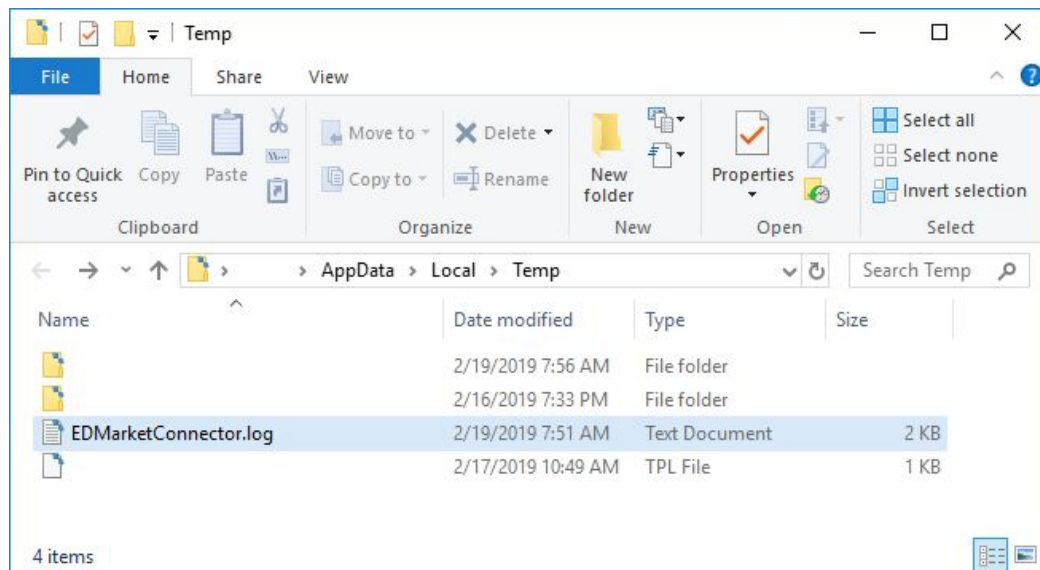 Temp
File Home Share View
Pin to Quick access Copy Paste
Move to Copy to
Delete Rename
New folder
Properties
Select all
Select none
Invert selection
Clipboard Organize New Open Select
AppData Local Temp Search Temp
Name Date modified Type Size
2/19/2019 7:56 AM File folder
2/16/2019 7:33 PM File folder
EDMarketConnector.log 2/19/2019 7:51 AM Text Document 2 KB
2/17/2019 10:49 AM TPL File 1 KB
4 items